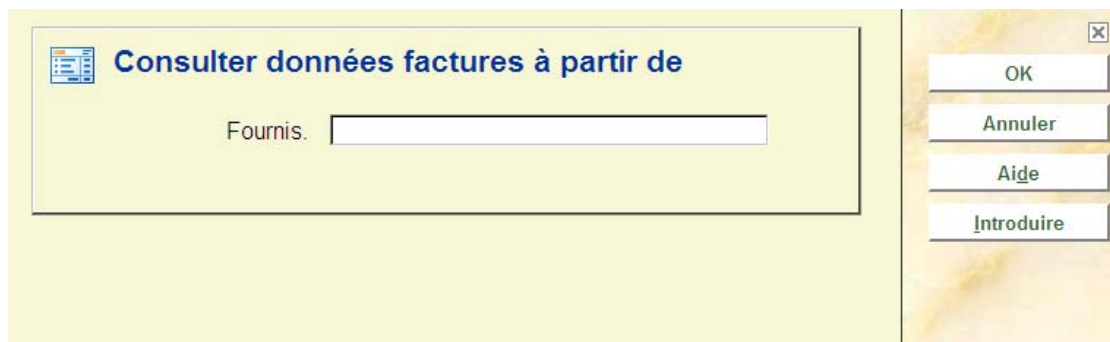 Consulter données factures à partir de
Fournis.
OK
Annuler
Aide
Introduire